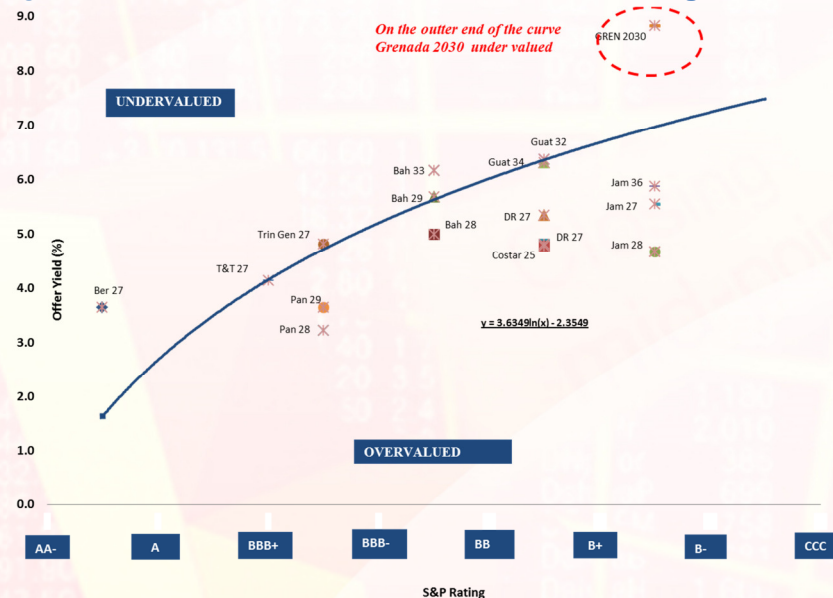 9.0
On the outter end of the curve
Grenada 2030 under valued
GREN 2030
8.0
UNDERVALUED
7.0
Guat 32
Bah 33
Guat 34
6.0
Jam 36
Bah 29
Jam 27
Bah 28
DR 27
Trin Gen 27
DR 27
5.0
Costar 25
Jam 28
T&T 27
Offer Yield (%)
4.0
Ber 27
Pan 29
Pan 28
y = 3.6349ln(x) - 2.3549
3.0
2.0
1.0
OVERVALUED
0.0
AA-
A
BBB+
BBB-
BB
B+
B-
CCC
S&P Rating